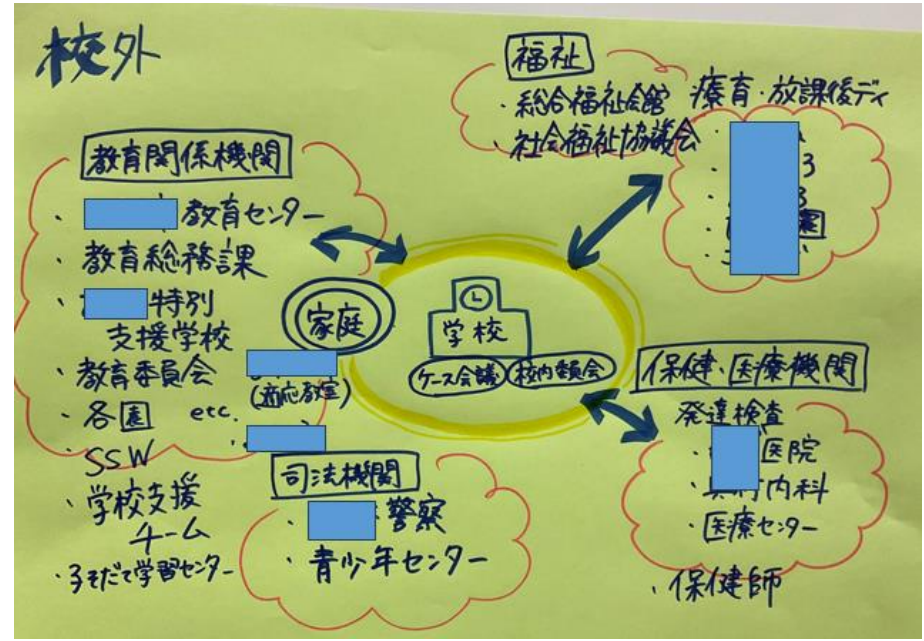 校外
福祉
・総合福祉会館
・社会福祉協議会
療育・放課後デイ
3
3
園
教育関係機関
・教育センター
・教育総務課
・特別
支援学校
・教育委員会
(適応教室)
・各園 etc.
・SSW
・学校支援
チーム
・子そだて学習センター
家庭
学校
ケース会議
校内委員会
司法機関
・警察
・青少年センター
保健・医療機関
発達検査
・医院
内科
・医療センター
・保健師